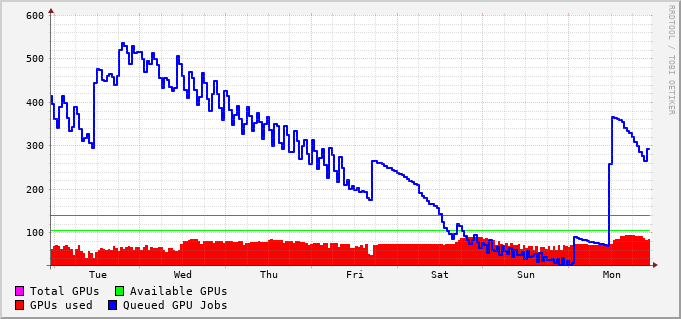 600
500
400
300
200
100
Tue Wed Thu Fri Sat Sun Mon
Total GPUs Available GPUs
GPUs used Queued GPU Jobs
RRDTOOL / TOBI OETIKER